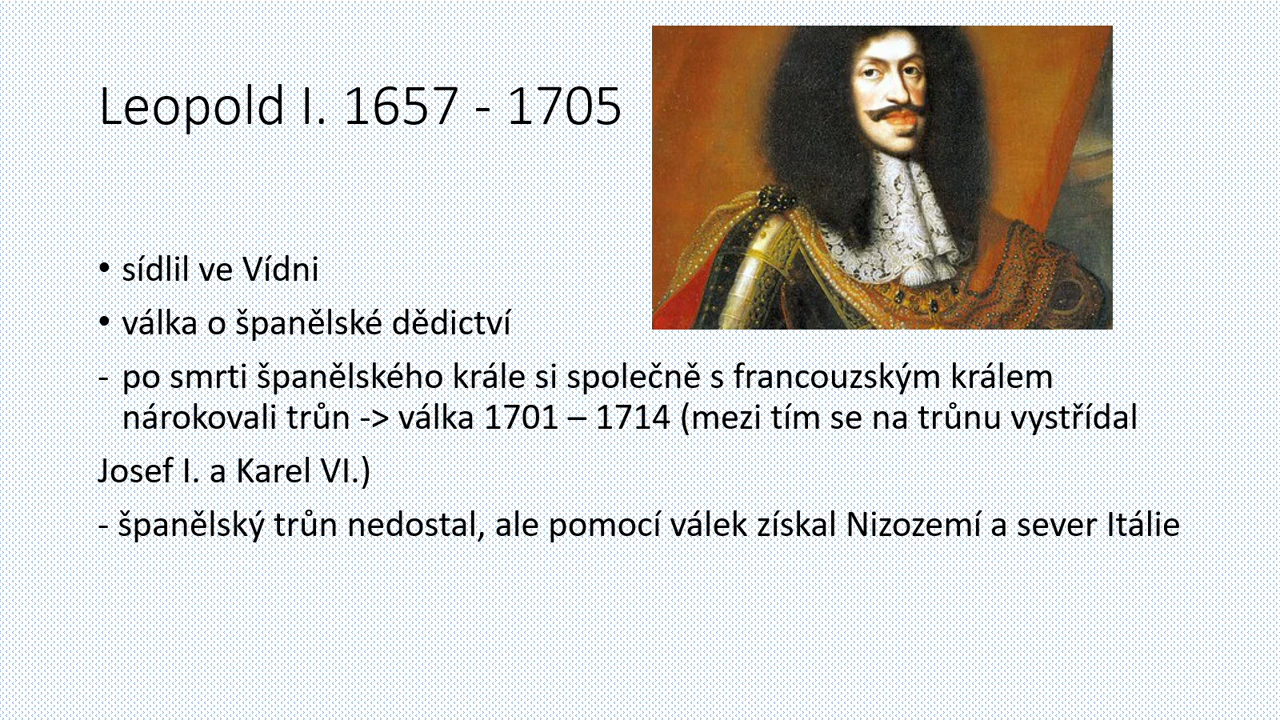 Leopold I. 1657 - 1705
• sídlil ve Vídni
• válka o španělské dědictví
- po smrti španělského krále si společně s francouzským králem
nárokovali trůn -> válka 1701 – 1714 (mezi tím se na trůnu vystřídal
Josef I. a Karel VI.)
- španělský trůn nedostal, ale pomocí válek získal Nizozemí a sever Itálie